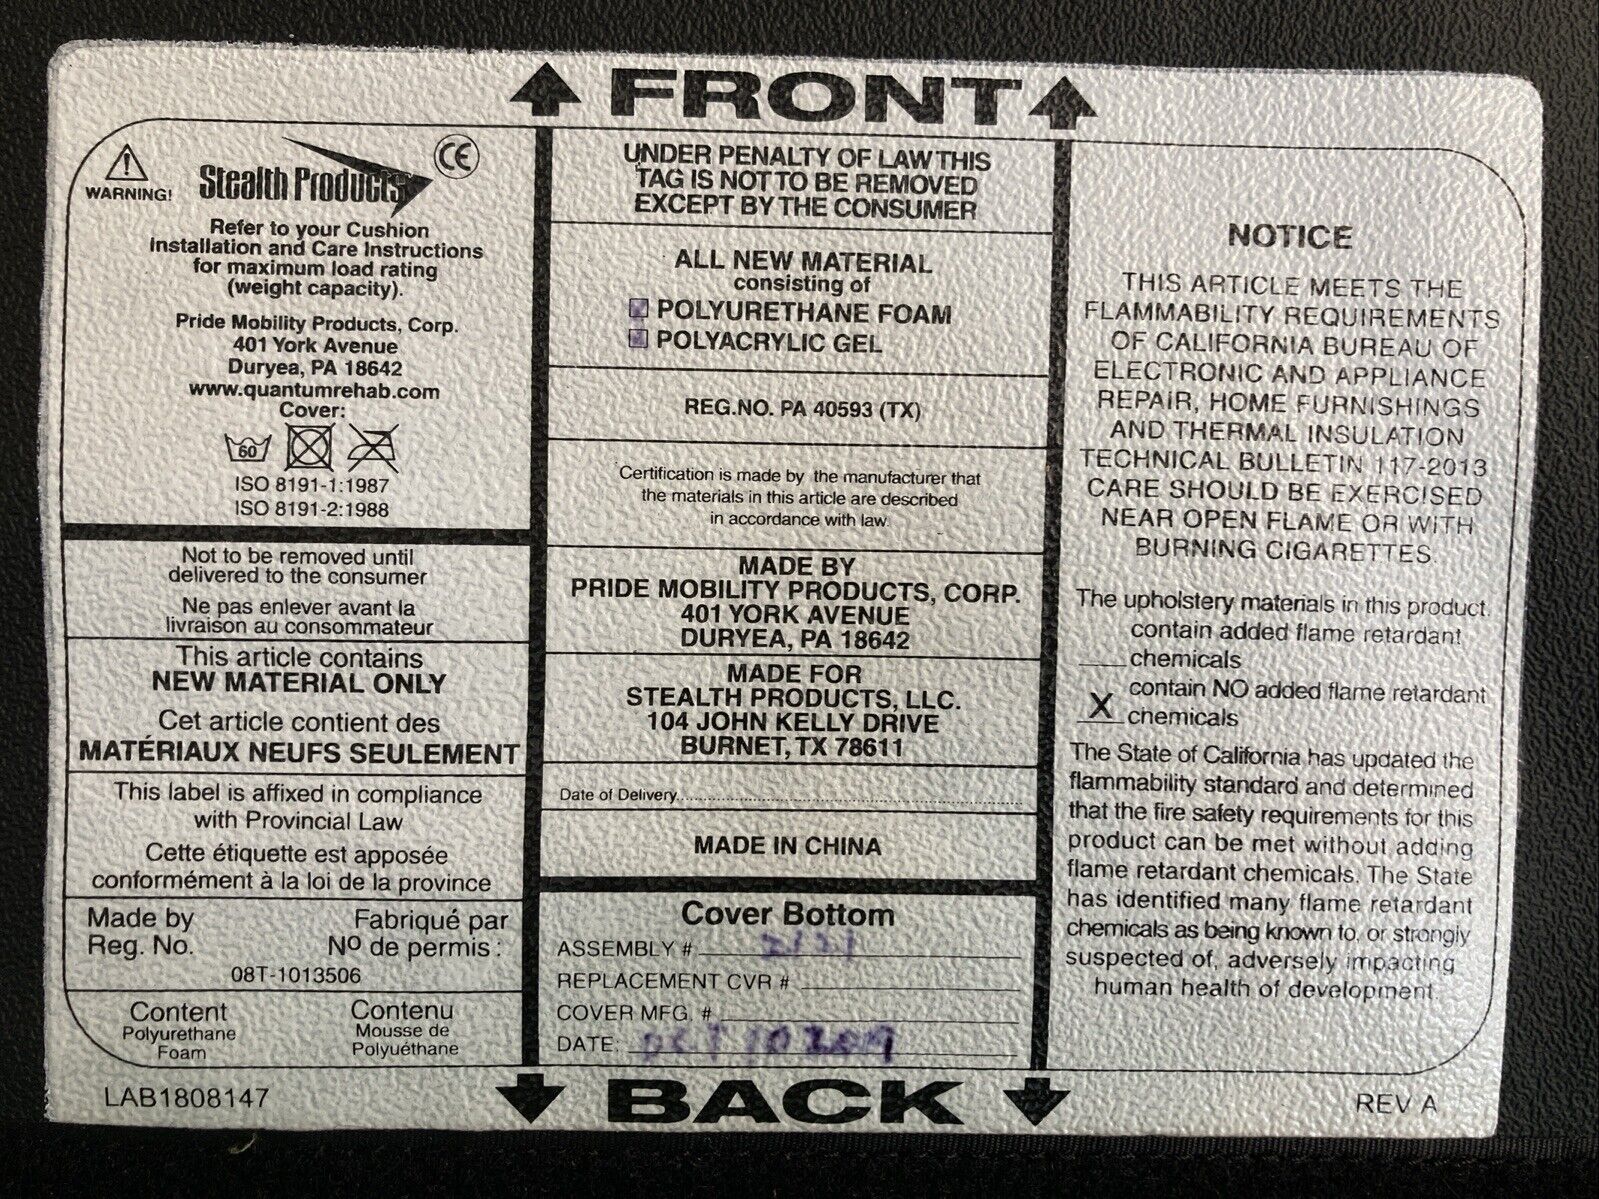 FRONT
WARNING!
Stealth Products
CE
Refer to your Cushion
Installation and Care Instructions
for maximum load rating
(weight capacity).
Pride Mobility Products, Corp.
401 York Avenue
Duryea, PA 18642
www.quantumrehab.com
Cover:
60
ISO 8191-1:1987
ISO 8191-2:1988
Not to be removed until
delivered to the consumer
Ne pas enlever avant la
livraison au consommateur
This article contains
NEW MATERIAL ONLY
Cet article contient des
MATÉRIAUX NEUFS SEULEMENT
This label is affixed in compliance
with Provincial Law
Cette étiquette est apposée
conformément à la loi de la province
Made by Fabriqué par
Reg. No. Nº de permis :
08T-1013506
Content Contenu
Polyurethane Mousse de
Foam Polyuéthane
LAB1808147
UNDER PENALTY OF LAW THIS
TAG IS NOT TO BE REMOVED
EXCEPT BY THE CONSUMER
ALL NEW MATERIAL
consisting of
POLYURETHANE FOAM
POLYACRYLIC GEL
REG.NO. PA 40593 (TX)
Certification is made by the manufacturer that
the materials in this article are described
in accordance with law.
MADE BY
PRIDE MOBILITY PRODUCTS, CORP.
401 YORK AVENUE
DURYEA, PA 18642
MADE FOR
STEALTH PRODUCTS, LLC.
104 JOHN KELLY DRIVE
BURNET, TX 78611
Date of Delivery
MADE IN CHINA
Cover Bottom
ASSEMBLY #
REPLACEMENT CVR #
COVER MFG. #
DATE: OCT 10 2019
BACK
NOTICE
THIS ARTICLE MEETS THE
FLAMMABILITY REQUIREMENTS
OF CALIFORNIA BUREAU OF
ELECTRONIC AND APPLIANCE
REPAIR, HOME FURNISHINGS
AND THERMAL INSULATION
TECHNICAL BULLETIN 117-2013
CARE SHOULD BE EXERCISED
NEAR OPEN FLAME OR WITH
BURNING CIGARETTES.
The upholstery materials in this product
contain added flame retardant
chemicals
contain NO added flame retardant
X chemicals
The State of California has updated the
flammability standard and determined
that the fire safety requirements for this
product can be met without adding
flame retardant chemicals. The State
has identified many flame retardant
chemicals as being known to, or strongly
suspected of, adversely impacting
human health of development.
REV A